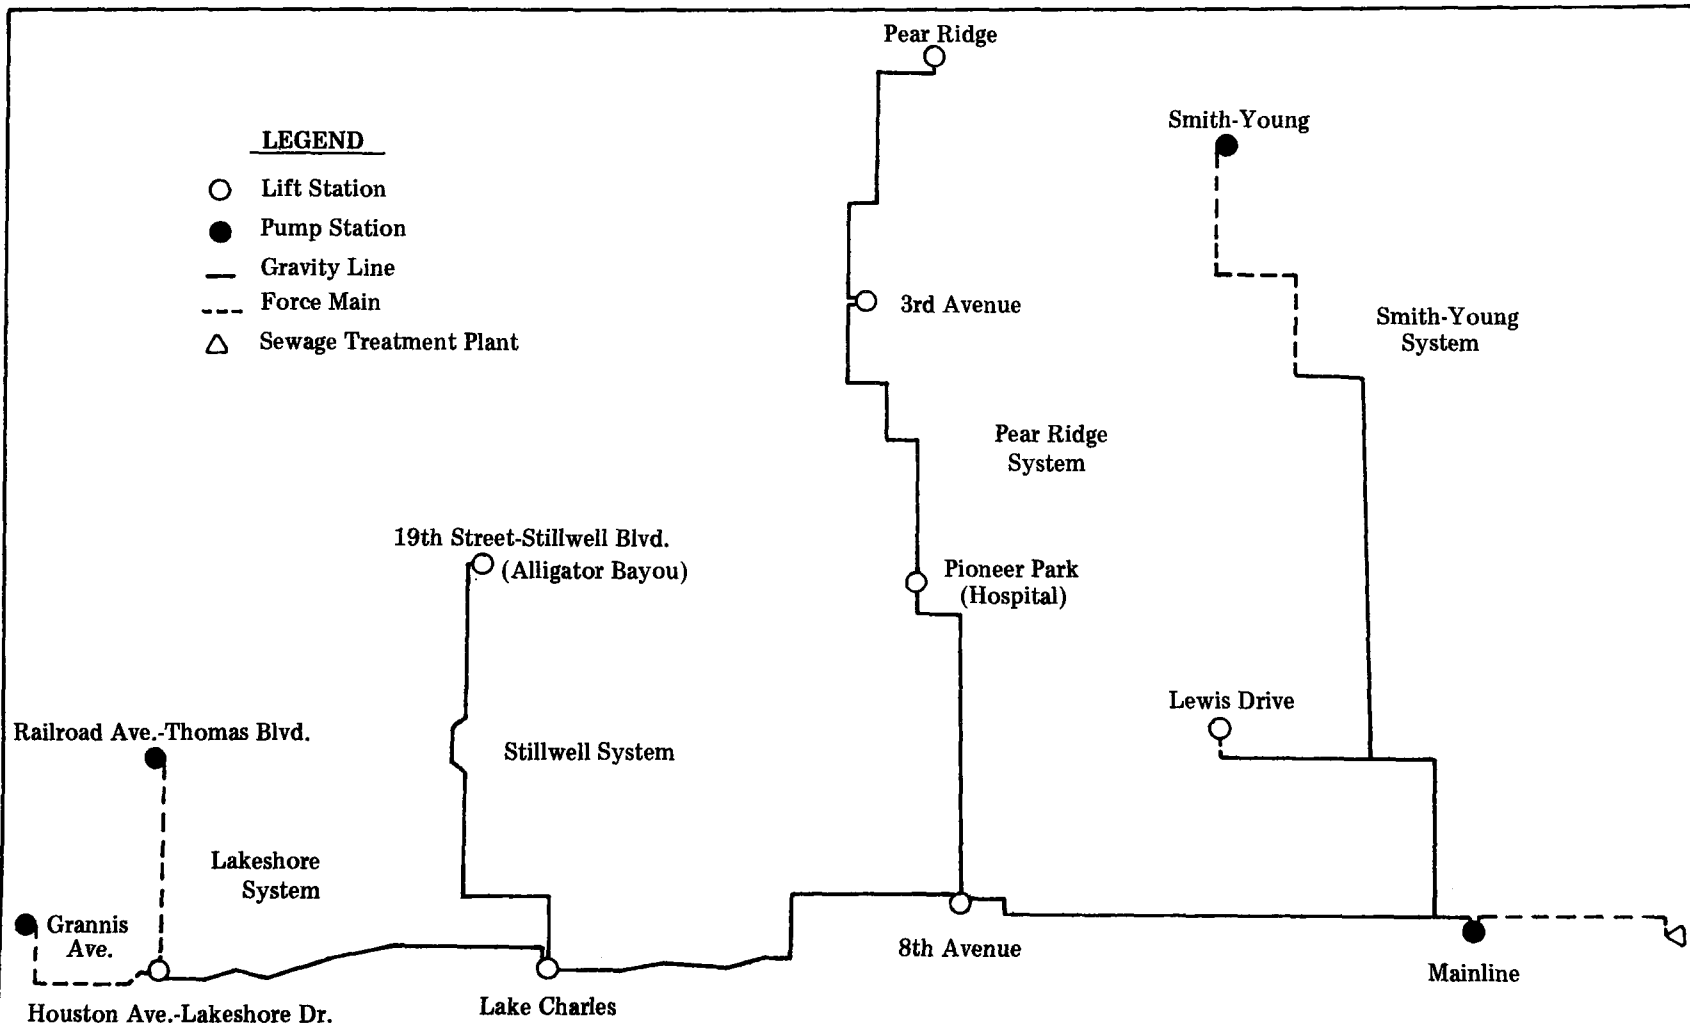 Pear Ridge
Smith-Young
LEGEND
Lift Station
Pump Station
Gravity Line
Force Main
Sewage Treatment Plant
3rd Avenue
Smith-Young
System
Pear Ridge
System
19th Street-Stillwell Blvd.
(Alligator Bayou)
Pioneer Park
(Hospital)
Lewis Drive
Railroad Ave.-Thomas Blvd.
Stillwell System
Lakeshore
System
Grannis
Ave.
8th Avenue
Mainline
Lake Charles
Houston Ave.-Lakeshore Dr.